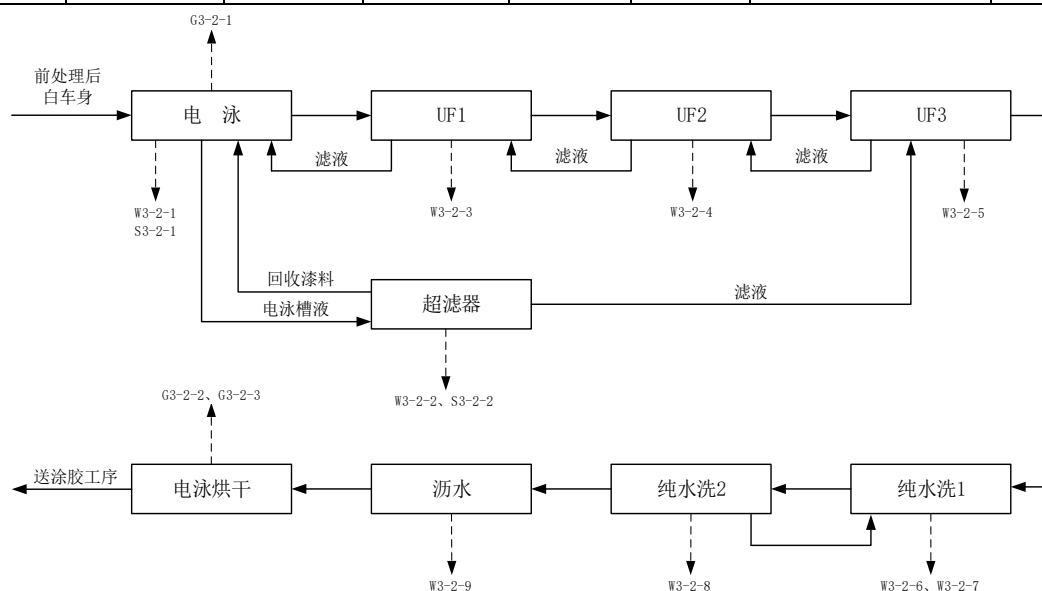 G3-2-1
前处理后
白车身
电 泳
UF1
UF2
UF3
滤液
滤液
滤液
W3-2-1
S3-2-1
W3-2-3
W3-2-4
W3-2-5
回收漆料
电泳槽液
超滤器
滤液
W3-2-2、S3-2-2
G3-2-2、G3-2-3
送涂胶工序
电泳烘干
沥水
纯水洗2
纯水洗1
W3-2-9
W3-2-8
W3-2-6、W3-2-7